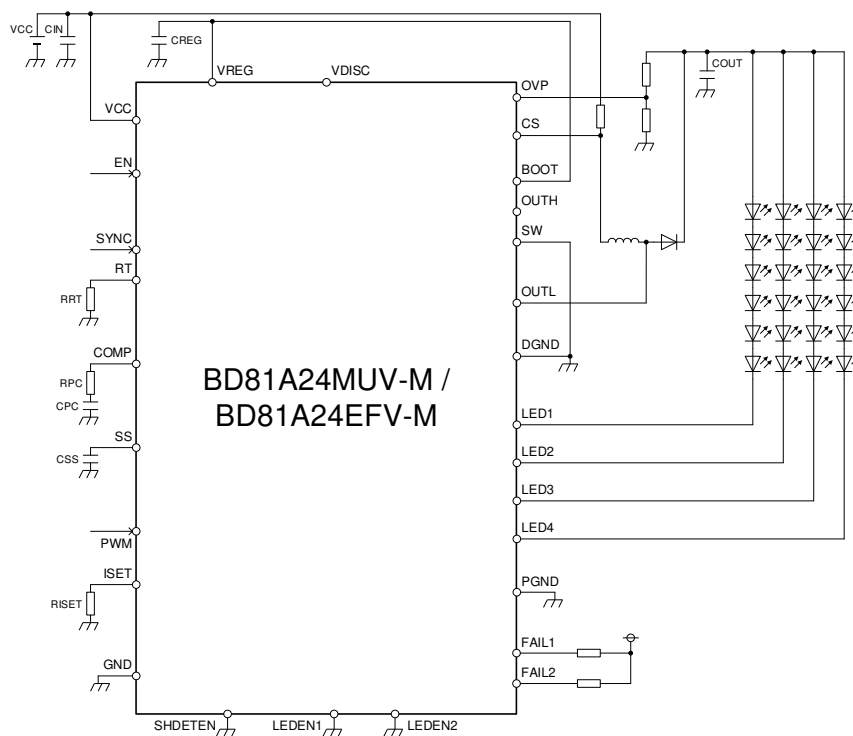 VCC
CIN
CREG
COUT
VREG
VDISC
OVP
VCC
CS
EN
BOOT
OUTH
SYNC
SW
RT
RRT
OUTL
COMP
DGND
RPC
CPC
BD81A24MUV-M /
BD81A24EFV-M
SS
CSS
LED1
LED2
LED3
LED4
PWM
ISET
RISET
PGND
FAIL1
GND
FAIL2
SHDETEN
LEDEN1
LEDEN2